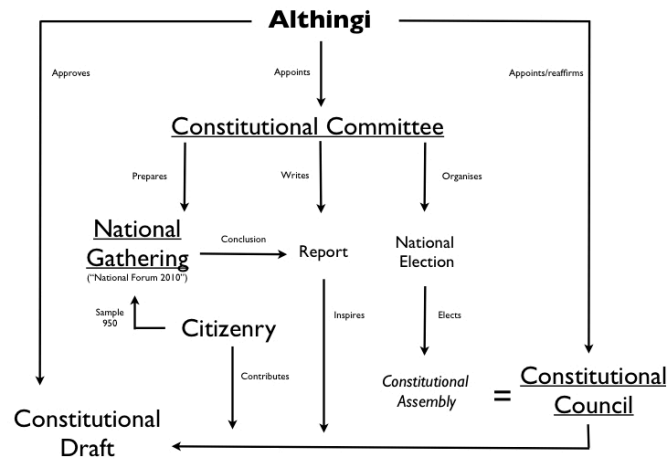 Althingi
Approves
Appoints
Appoints/reaffirms
Constitutional Committee
Prepares
Writes
Organises
National
Gathering
("National Forum 2010")
Conclusion
Report
National
Election
Sample
950
Citizenry
Inspires
Elects
Contributes
Constitutional
Assembly
=
Constitutional
Council
Constitutional
Draft